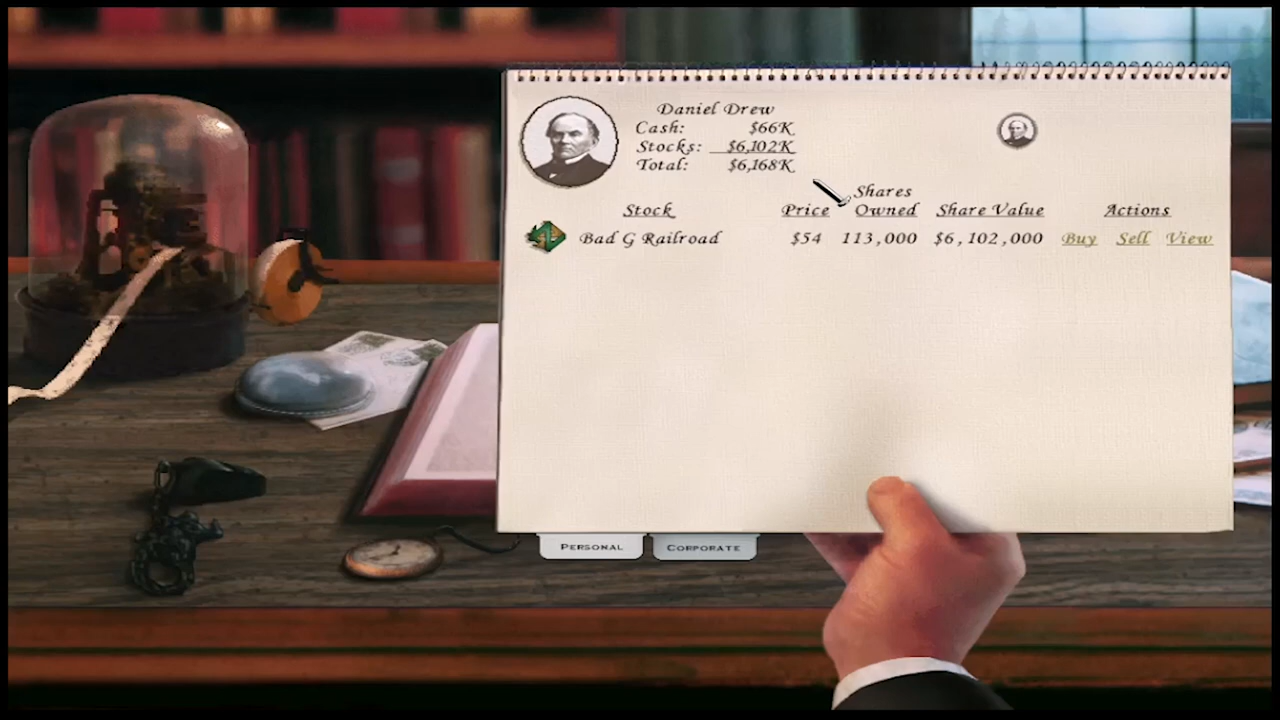 Daniel Drew
Cash: $66K
Stocks: $6,102K
Total: $6,168K
Stock Price Shares Owned Share Value Actions
Bad G Railroad $54 113,000 $6,102,000 Buy Sell View
PERSONAL CORPORATE